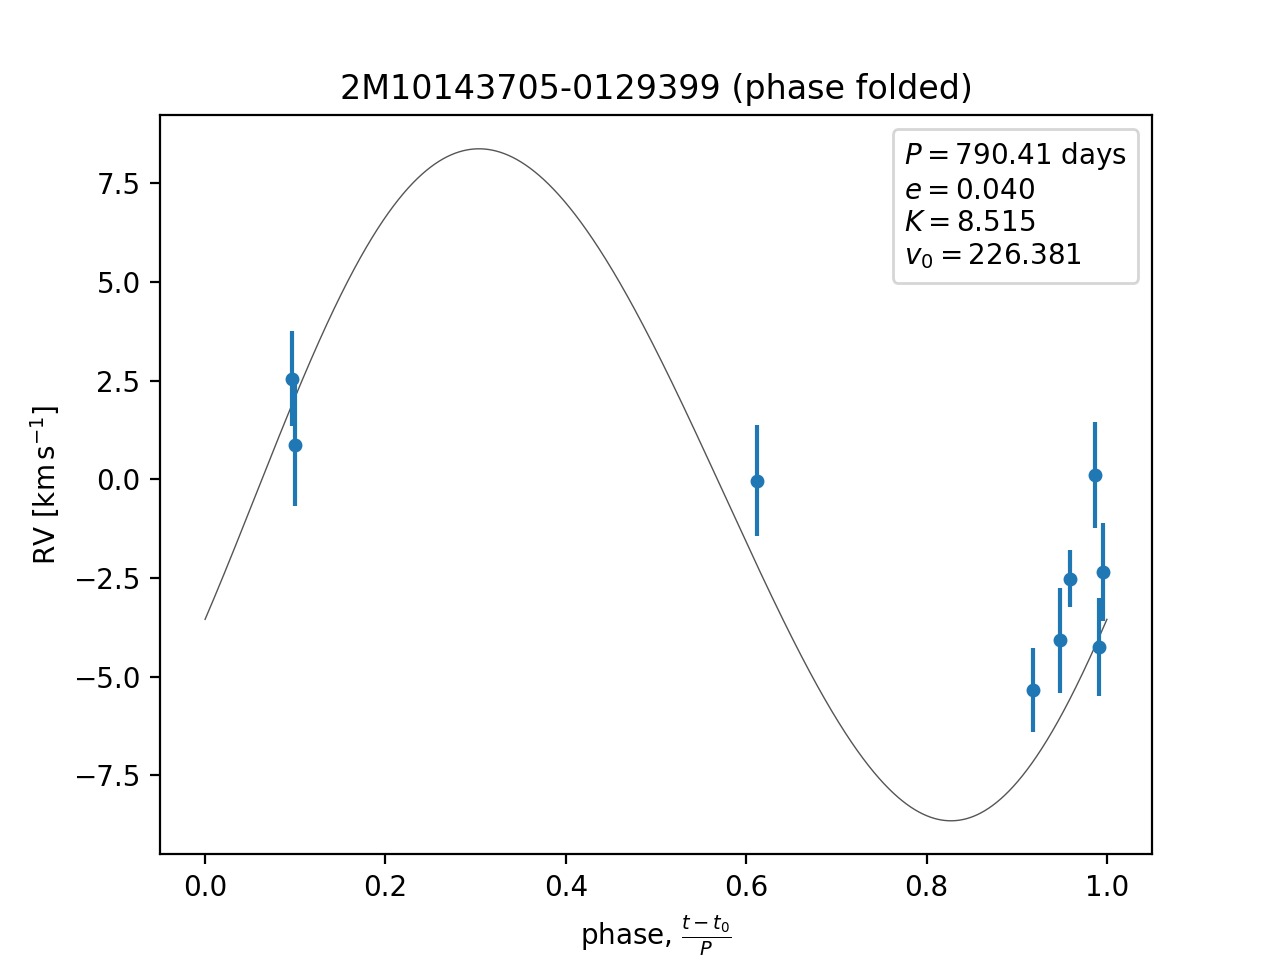 2M10143705-0129399 (phase folded)
P = 790.41 days
e = 0.040
K = 8.515
v₀ = 226.381
RV [km s⁻¹]
7.5
5.0
2.5
0.0
−2.5
−5.0
−7.5
0.0 0.2 0.4 0.6 0.8 1.0
phase, (t − t₀)/P